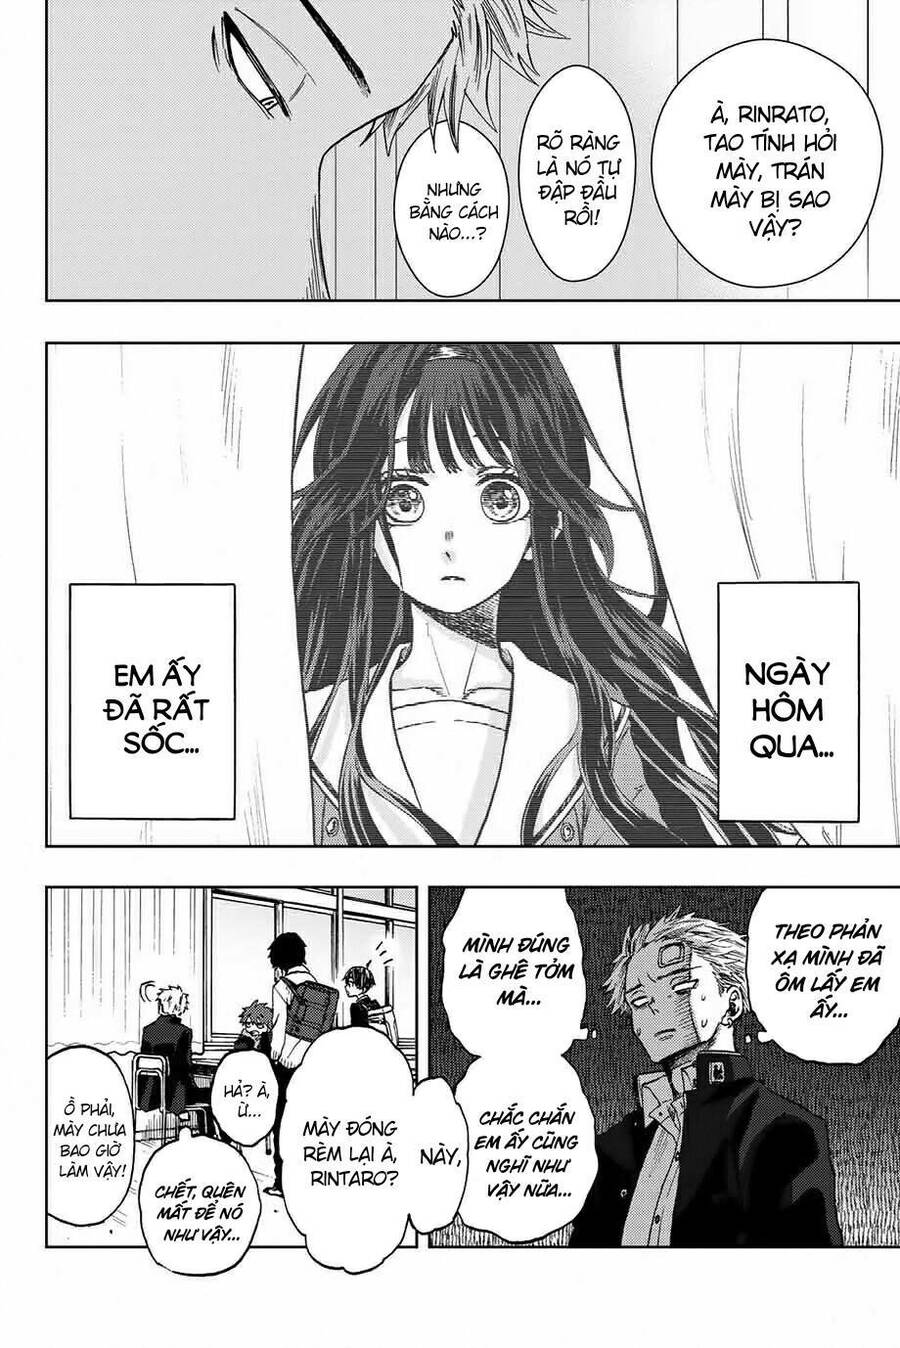 À, RINRATO,
TAO TÍNH HỎI
MÀY, TRÁN
MÀY BỊ SAO
VẬY?
RÕ RÀNG
LÀ NÓ TỰ
ĐẬP ĐẦU
RỒI!
NHƯNG
BẰNG CÁCH
NÀO...?
NGÀY
HÔM
QUA...
EM ẤY
ĐÃ RẤT
SỐC...
THEO PHẢN
XẠ MÌNH ĐÃ
ÔM LẤY EM
ẤY...
MÌNH ĐÚNG
LÀ GHÊ TỞM
MÀ...
CHẮC CHẮN
EM ẤY CŨNG
NGHĨ NHƯ
VẬY NỮA...
NÀY,
MÀY ĐÓNG
RÈM LẠI À,
RINTARO?
HẢ? À,
Ừ...
CHẾT, QUÊN
MẤT ĐỂ NÓ
NHƯ VẬY...
Ồ PHẢI,
MÀY CHƯA
BAO GIỜ
LÀM VẬY!